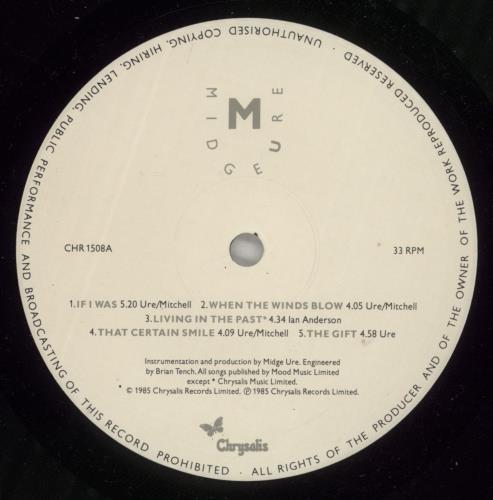 UNAUTHORISED COPYING, HIRING, LENDING, PUBLIC PERFORMANCE AND BROADCASTING OF THIS RECORD PROHIBITED · ALL RIGHTS OF THE PRODUCER AND OF THE OWNER OF THE WORK REPRODUCED RESERVED ·
MIDGE URE
M
CHR 1508A
33 RPM
1.IF I WAS 5.20 Ure/Mitchell 2.WHEN THE WINDS BLOW 4.05 Ure/Mitchell
3.LIVING IN THE PAST* 4.34 Ian Anderson
4.THAT CERTAIN SMILE 4.09 Ure/Mitchell 5.THE GIFT 4.58 Ure
Instrumentation and production by Midge Ure. Engineered
by Brian Tench. All songs published by Mood Music Limited
except * Chrysalis Music Limited.
© 1985 Chrysalis Records Limited. ℗ 1985 Chrysalis Records Limited.
Chrysalis